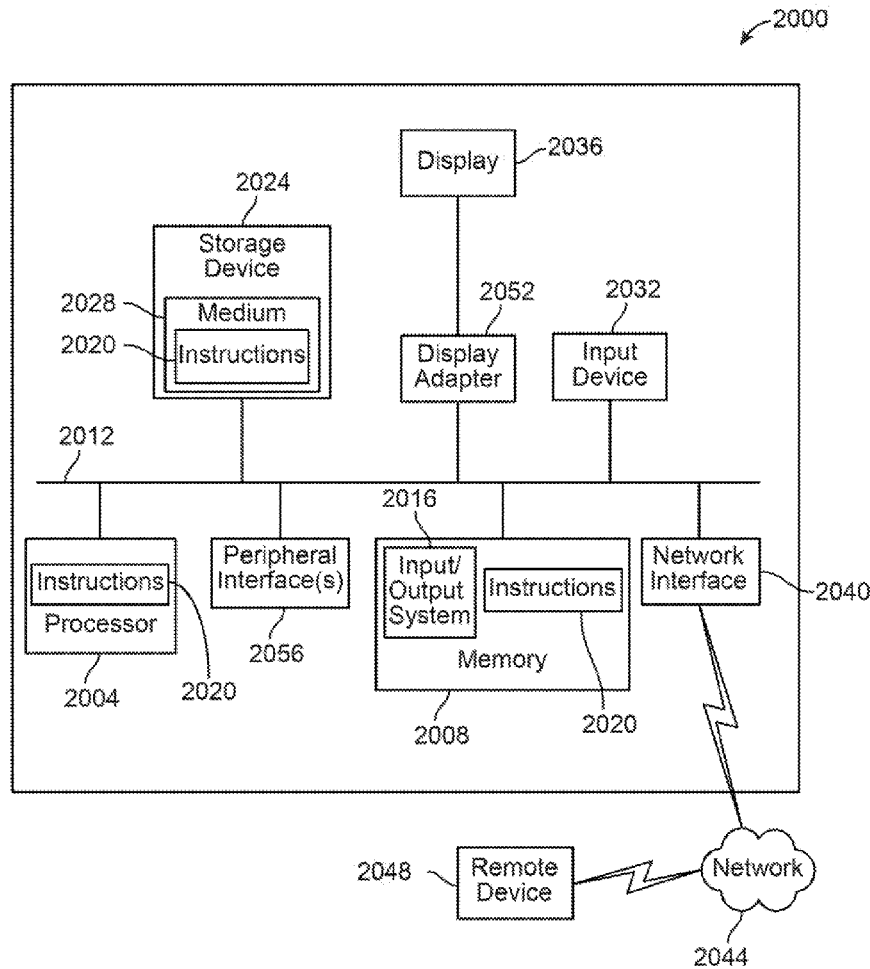 2000
Display
2036
2024
Storage
Device
2028
Medium
2020
Instructions
2052
Display
Adapter
2032
Input
Device
2012
2016
Instructions
Processor
2004
2020
Peripheral
Interface(s)
2056
Input/
Output
System
Instructions
Memory
2008
2020
Network
Interface
2040
2048
Remote
Device
Network
2044